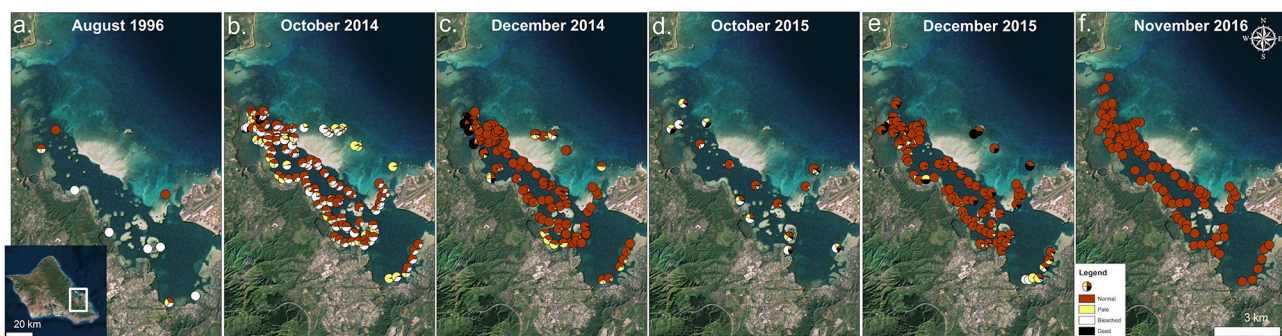 a. August 1996
b. October 2014
c. December 2014
d. October 2015
e. December 2015
f. November 2016
N
W E
S
20 km
Legend
Normal
Pale
Bleached
Dead
3 km